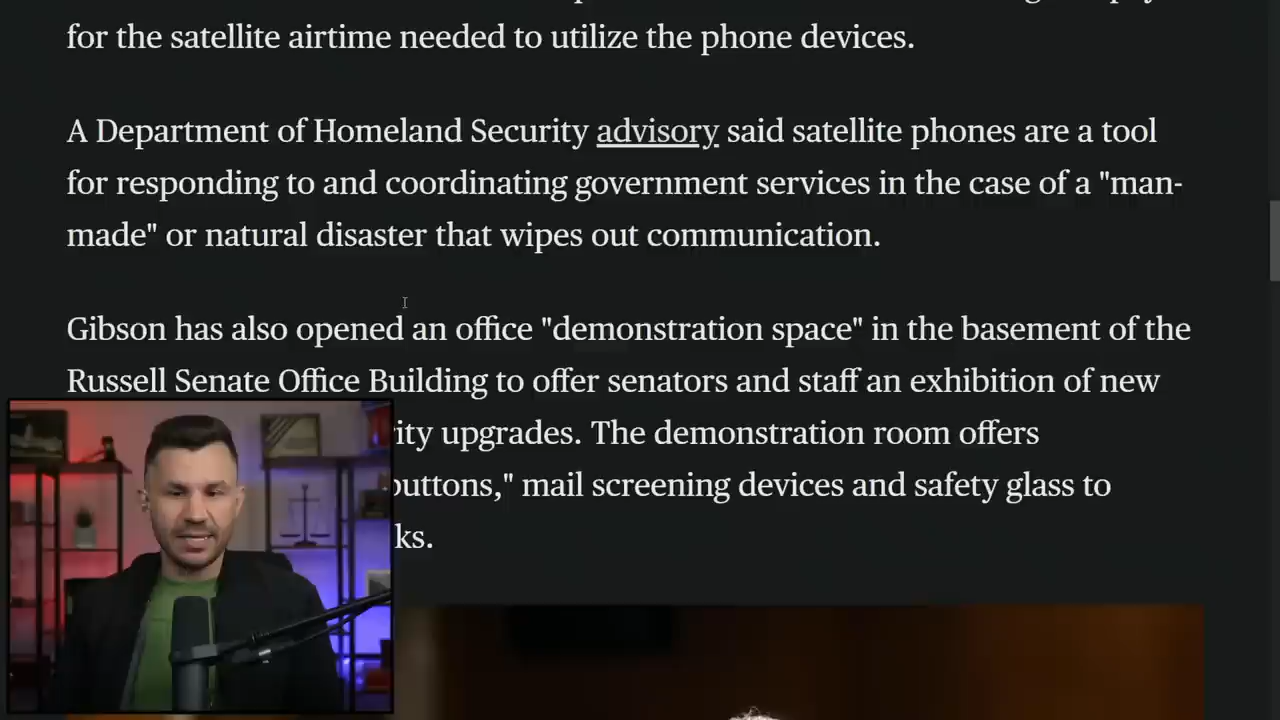 for the satellite airtime needed to utilize the phone devices.
A Department of Homeland Security advisory said satellite phones are a tool
for responding to and coordinating government services in the case of a "man-
made" or natural disaster that wipes out communication.
Gibson has also opened an office "demonstration space" in the basement of the
Russell Senate Office Building to offer senators and staff an exhibition of new
rity upgrades. The demonstration room offers
buttons," mail screening devices and safety glass to
ks.